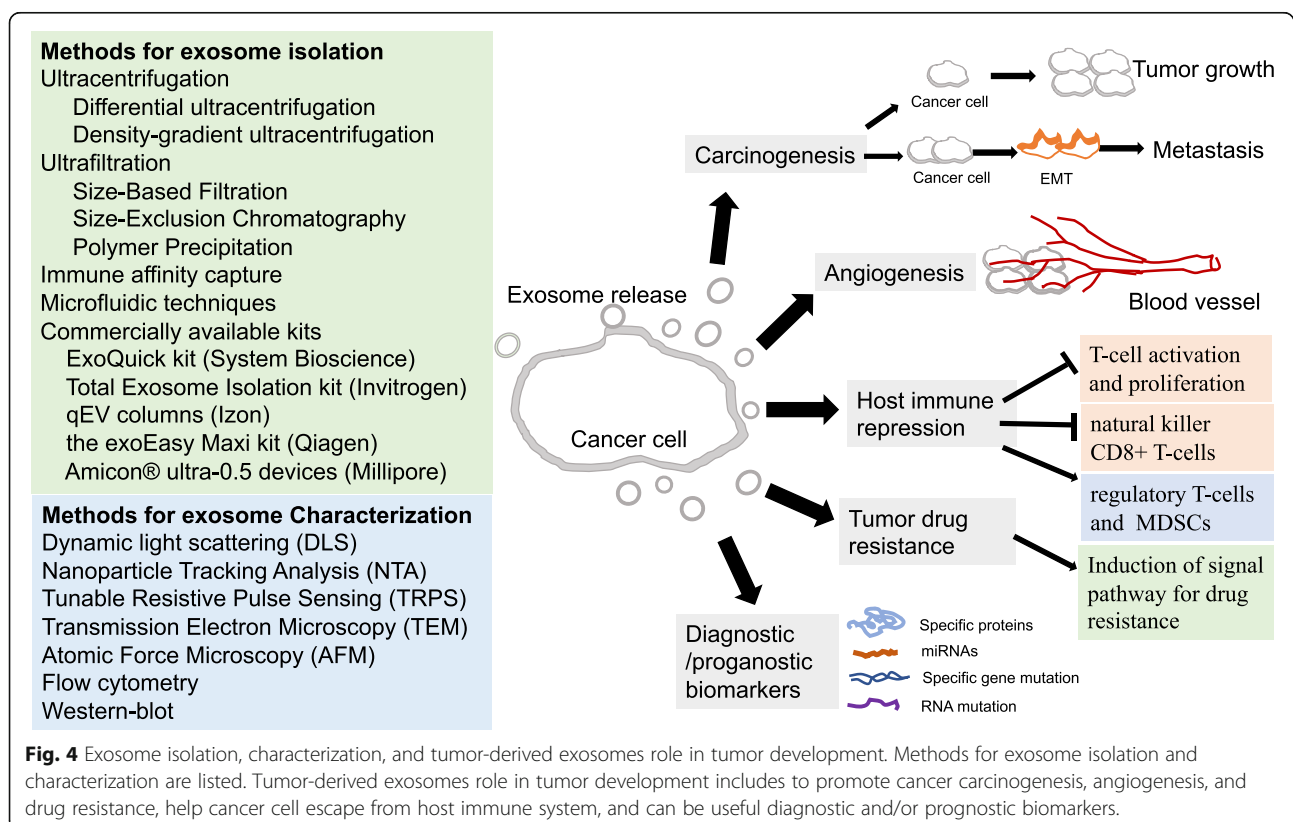 Methods for exosome isolation
Ultracentrifugation
Differential ultracentrifugation
Density-gradient ultracentrifugation
Ultrafiltration
Size-Based Filtration
Size-Exclusion Chromatography
Polymer Precipitation
Immune affinity capture
Microfluidic techniques
Commercially available kits
ExoQuick kit (System Bioscience)
Total Exosome Isolation kit (Invitrogen)
qEV columns (Izon)
the exoEasy Maxi kit (Qiagen)
Amicon® ultra-0.5 devices (Millipore)
Methods for exosome Characterization
Dynamic light scattering (DLS)
Nanoparticle Tracking Analysis (NTA)
Tunable Resistive Pulse Sensing (TRPS)
Transmission Electron Microscopy (TEM)
Atomic Force Microscopy (AFM)
Flow cytometry
Western-blot
Exosome release
Cancer cell
Carcinogenesis
Cancer cell
Tumor growth
Cancer cell
EMT
Metastasis
Angiogenesis
Blood vessel
Host immune
repression
T-cell activation
and proliferation
natural killer
CD8+ T-cells
regulatory T-cells
and MDSCs
Tumor drug
resistance
Induction of signal
pathway for drug
resistance
Diagnostic
/proganostic
biomarkers
Specific proteins
miRNAs
Specific gene mutation
RNA mutation
Fig. 4 Exosome isolation, characterization, and tumor-derived exosomes role in tumor development. Methods for exosome isolation and
characterization are listed. Tumor-derived exosomes role in tumor development includes to promote cancer carcinogenesis, angiogenesis, and
drug resistance, help cancer cell escape from host immune system, and can be useful diagnostic and/or prognostic biomarkers.